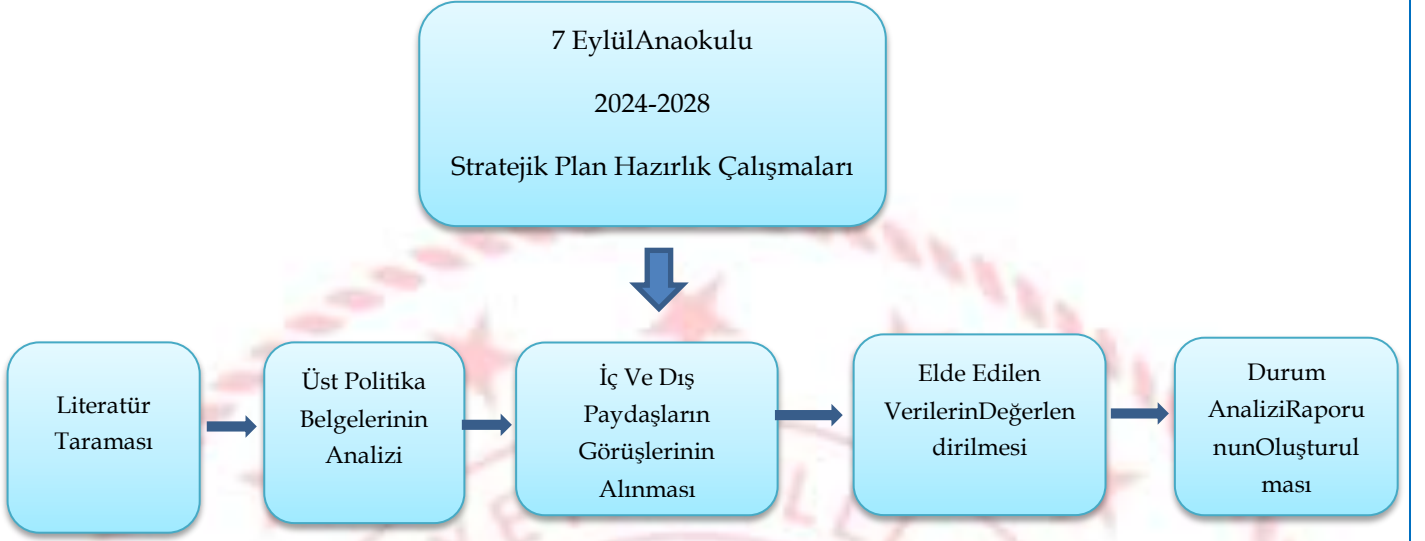 7 EylülAnaokulu
2024-2028
Stratejik Plan Hazırlık Çalışmaları
Literatür
Taraması
Üst Politika
Belgelerinin
Analizi
İç Ve Dış
Paydaşların
Görüşlerinin
Alınması
Elde Edilen
VerilerinDeğerlen
dirilmesi
Durum
AnaliziRaporu
nunOluşturul
ması